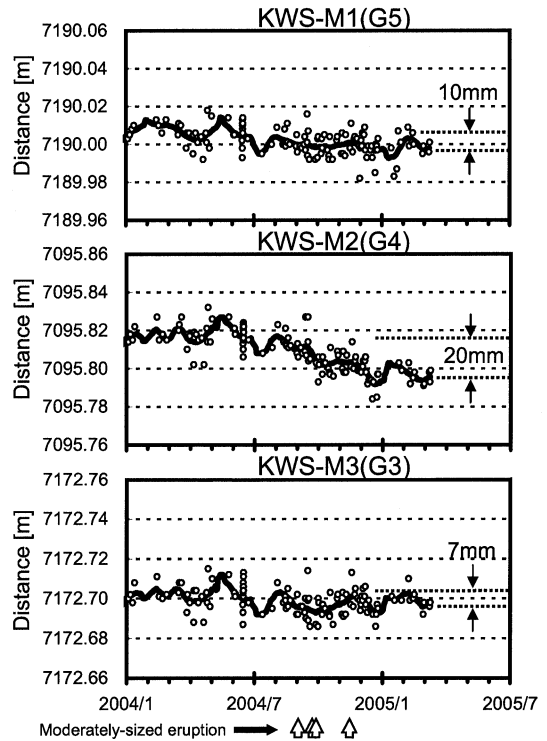 KWS-M1(G5)
7190.06
7190.04
7190.02
7190.00
7189.98
7189.96
Distance [m]
10mm
KWS-M2(G4)
7095.86
7095.84
7095.82
7095.80
7095.78
7095.76
Distance [m]
20mm
KWS-M3(G3)
7172.76
7172.74
7172.72
7172.70
7172.68
7172.66
Distance [m]
7mm
2004/1 2004/7 2005/1 2005/7
Moderately-sized eruption